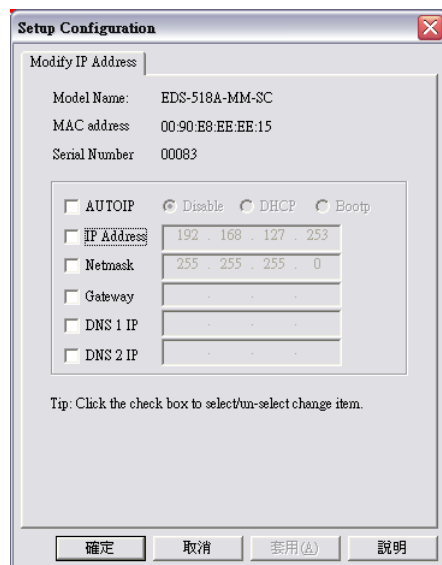 Setup Configuration
Modify IP Address
Model Name: EDS-518A-MM-SC
MAC address 00:90:E8:EE:EE:15
Serial Number 00083
AUTOIP Disable DHCP Bootp
IP Address 192 . 168 . 127 . 253
Netmask 255 . 255 . 255 . 0
Gateway . . .
DNS 1 IP . . .
DNS 2 IP . . .
Tip: Click the check box to select/un-select change item.
確定 取消 套用(A) 說明